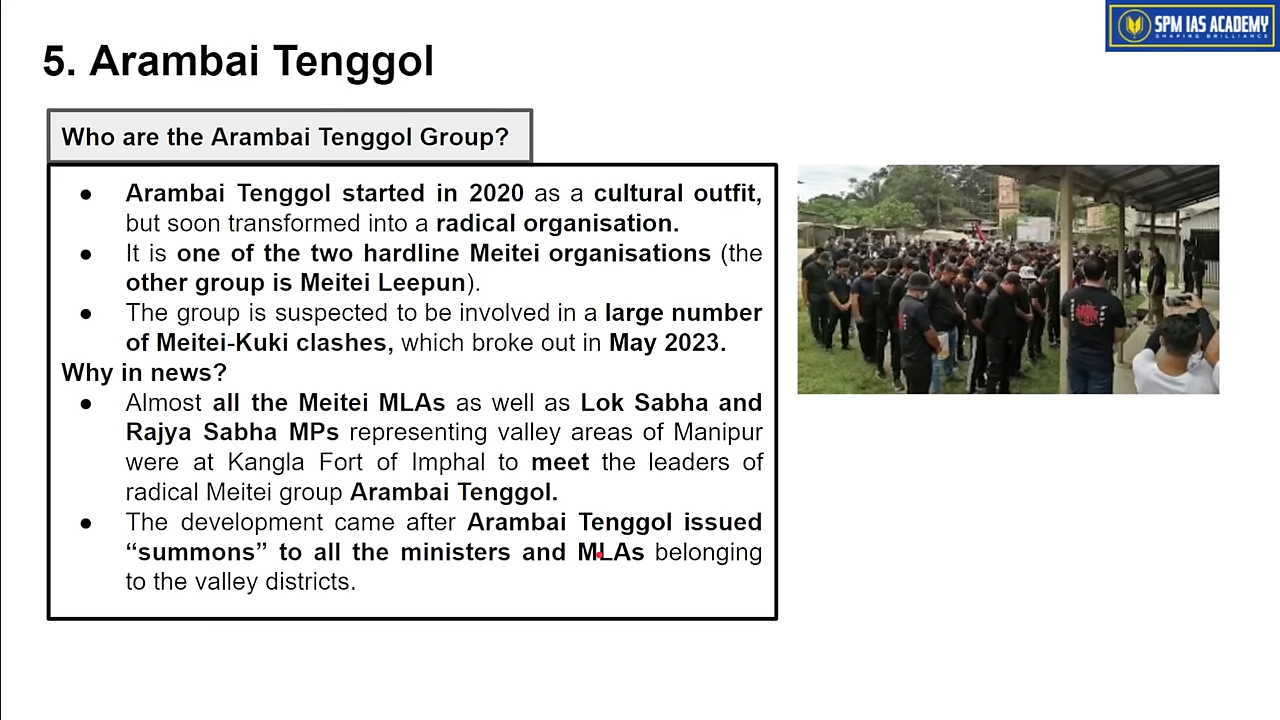 SPM IAS ACADEMY
SHAPING BRILLIANCE
5. Arambai Tenggol
Who are the Arambai Tenggol Group?
● Arambai Tenggol started in 2020 as a cultural outfit,
but soon transformed into a radical organisation.
● It is one of the two hardline Meitei organisations (the
other group is Meitei Leepun).
● The group is suspected to be involved in a large number
of Meitei-Kuki clashes, which broke out in May 2023.
Why in news?
● Almost all the Meitei MLAs as well as Lok Sabha and
Rajya Sabha MPs representing valley areas of Manipur
were at Kangla Fort of Imphal to meet the leaders of
radical Meitei group Arambai Tenggol.
● The development came after Arambai Tenggol issued
“summons” to all the ministers and MLAs belonging
to the valley districts.